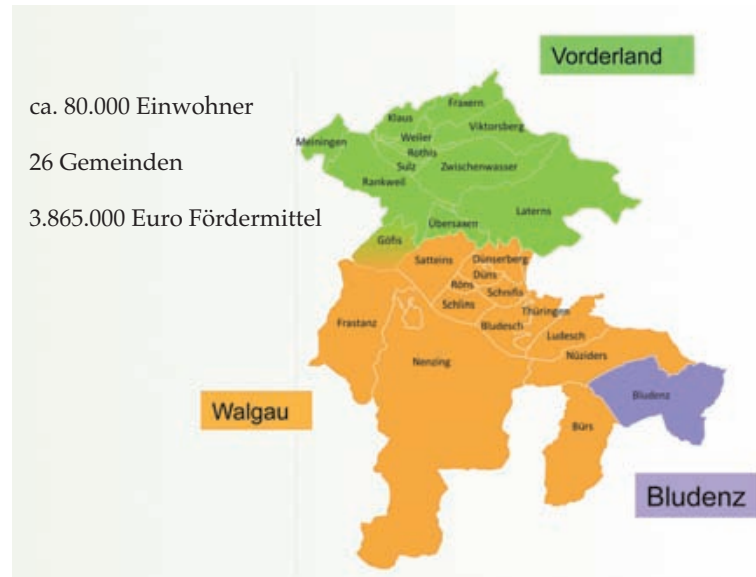 Vorderland
ca. 80.000 Einwohner
26 Gemeinden
3.865.000 Euro Fördermittel
Fraxern
Klaus
Viktorsberg
Weiler
Meiningen
Röthis
Sulz
Zwischenwasser
Rankweil
Laterns
Übersaxen
Göfis
Satteins
Dünserberg
Düns
Röns
Schnifis
Schlins
Thüringen
Frastanz
Bludesch
Ludesch
Nenzing
Nüziders
Bludenz
Walgau
Bürs
Bludenz